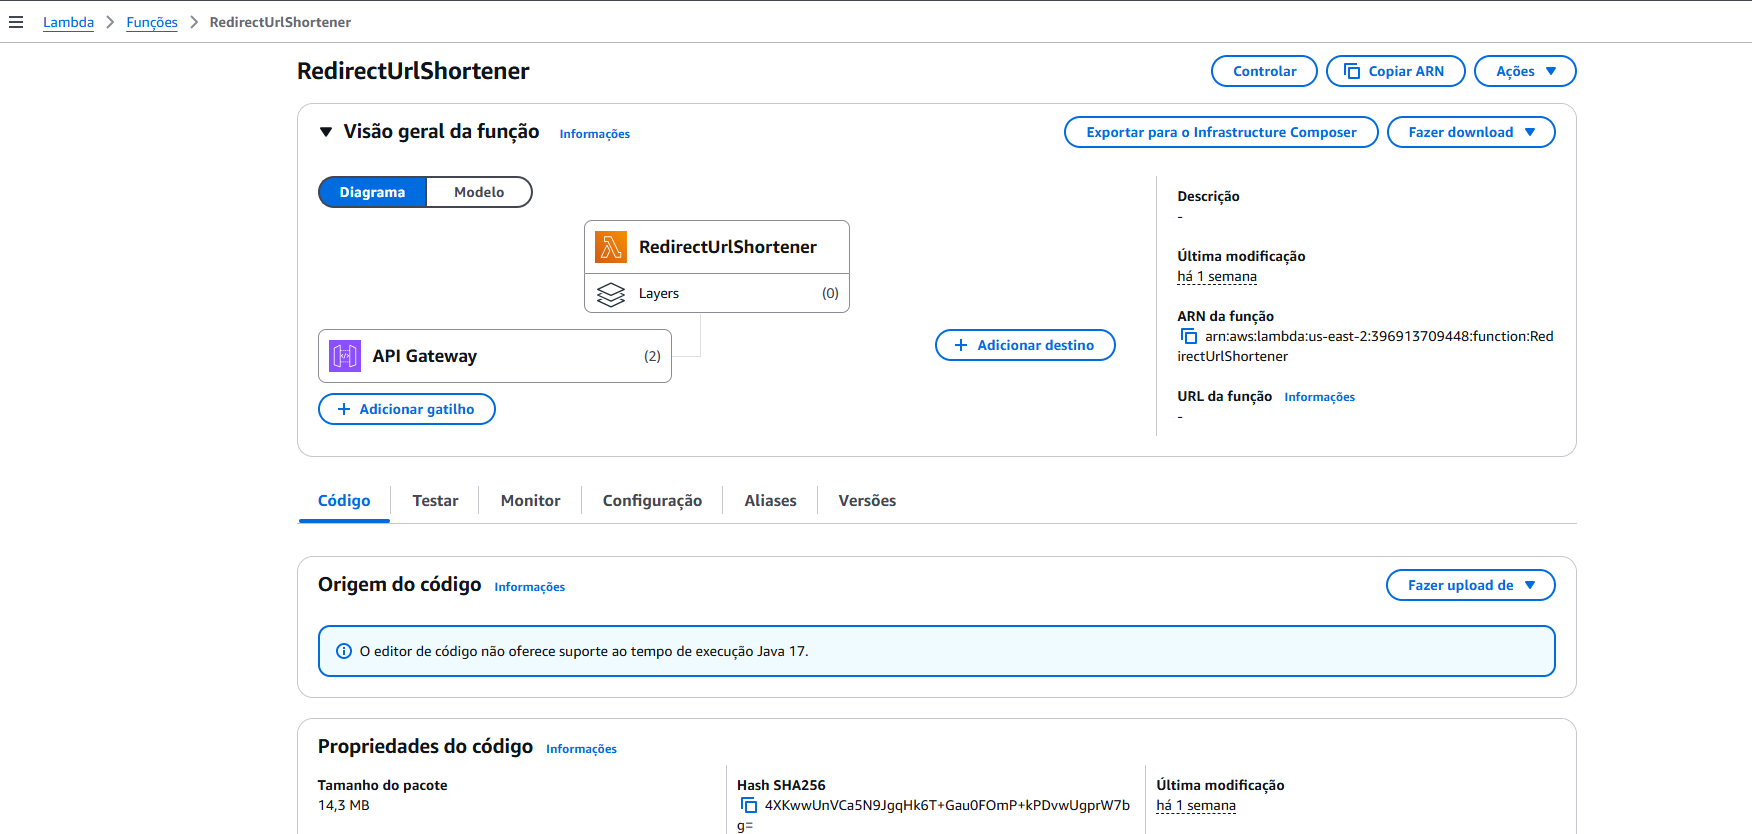 Lambda > Funções > RedirectUrlShortener
RedirectUrlShortener
Controlar
Copiar ARN
Ações
Visão geral da função Informações
Exportar para o Infrastructure Composer
Fazer download
Diagrama
Modelo
RedirectUrlShortener
Layers (0)
API Gateway (2)
+ Adicionar gatilho
+ Adicionar destino
Descrição
-
Última modificação
há 1 semana
ARN da função
arn:aws:lambda:us-east-2:396913709448:function:Red
irectUrlShortener
URL da função Informações
-
Código
Testar
Monitor
Configuração
Aliases
Versões
Origem do código Informações
Fazer upload de
O editor de código não oferece suporte ao tempo de execução Java 17.
Propriedades do código Informações
Tamanho do pacote
14,3 MB
Hash SHA256
4XKwwUnVCa5N9JgqHk6T+Gau0FOmP+kPDvwUgprW7b
g=
Última modificação
há 1 semana